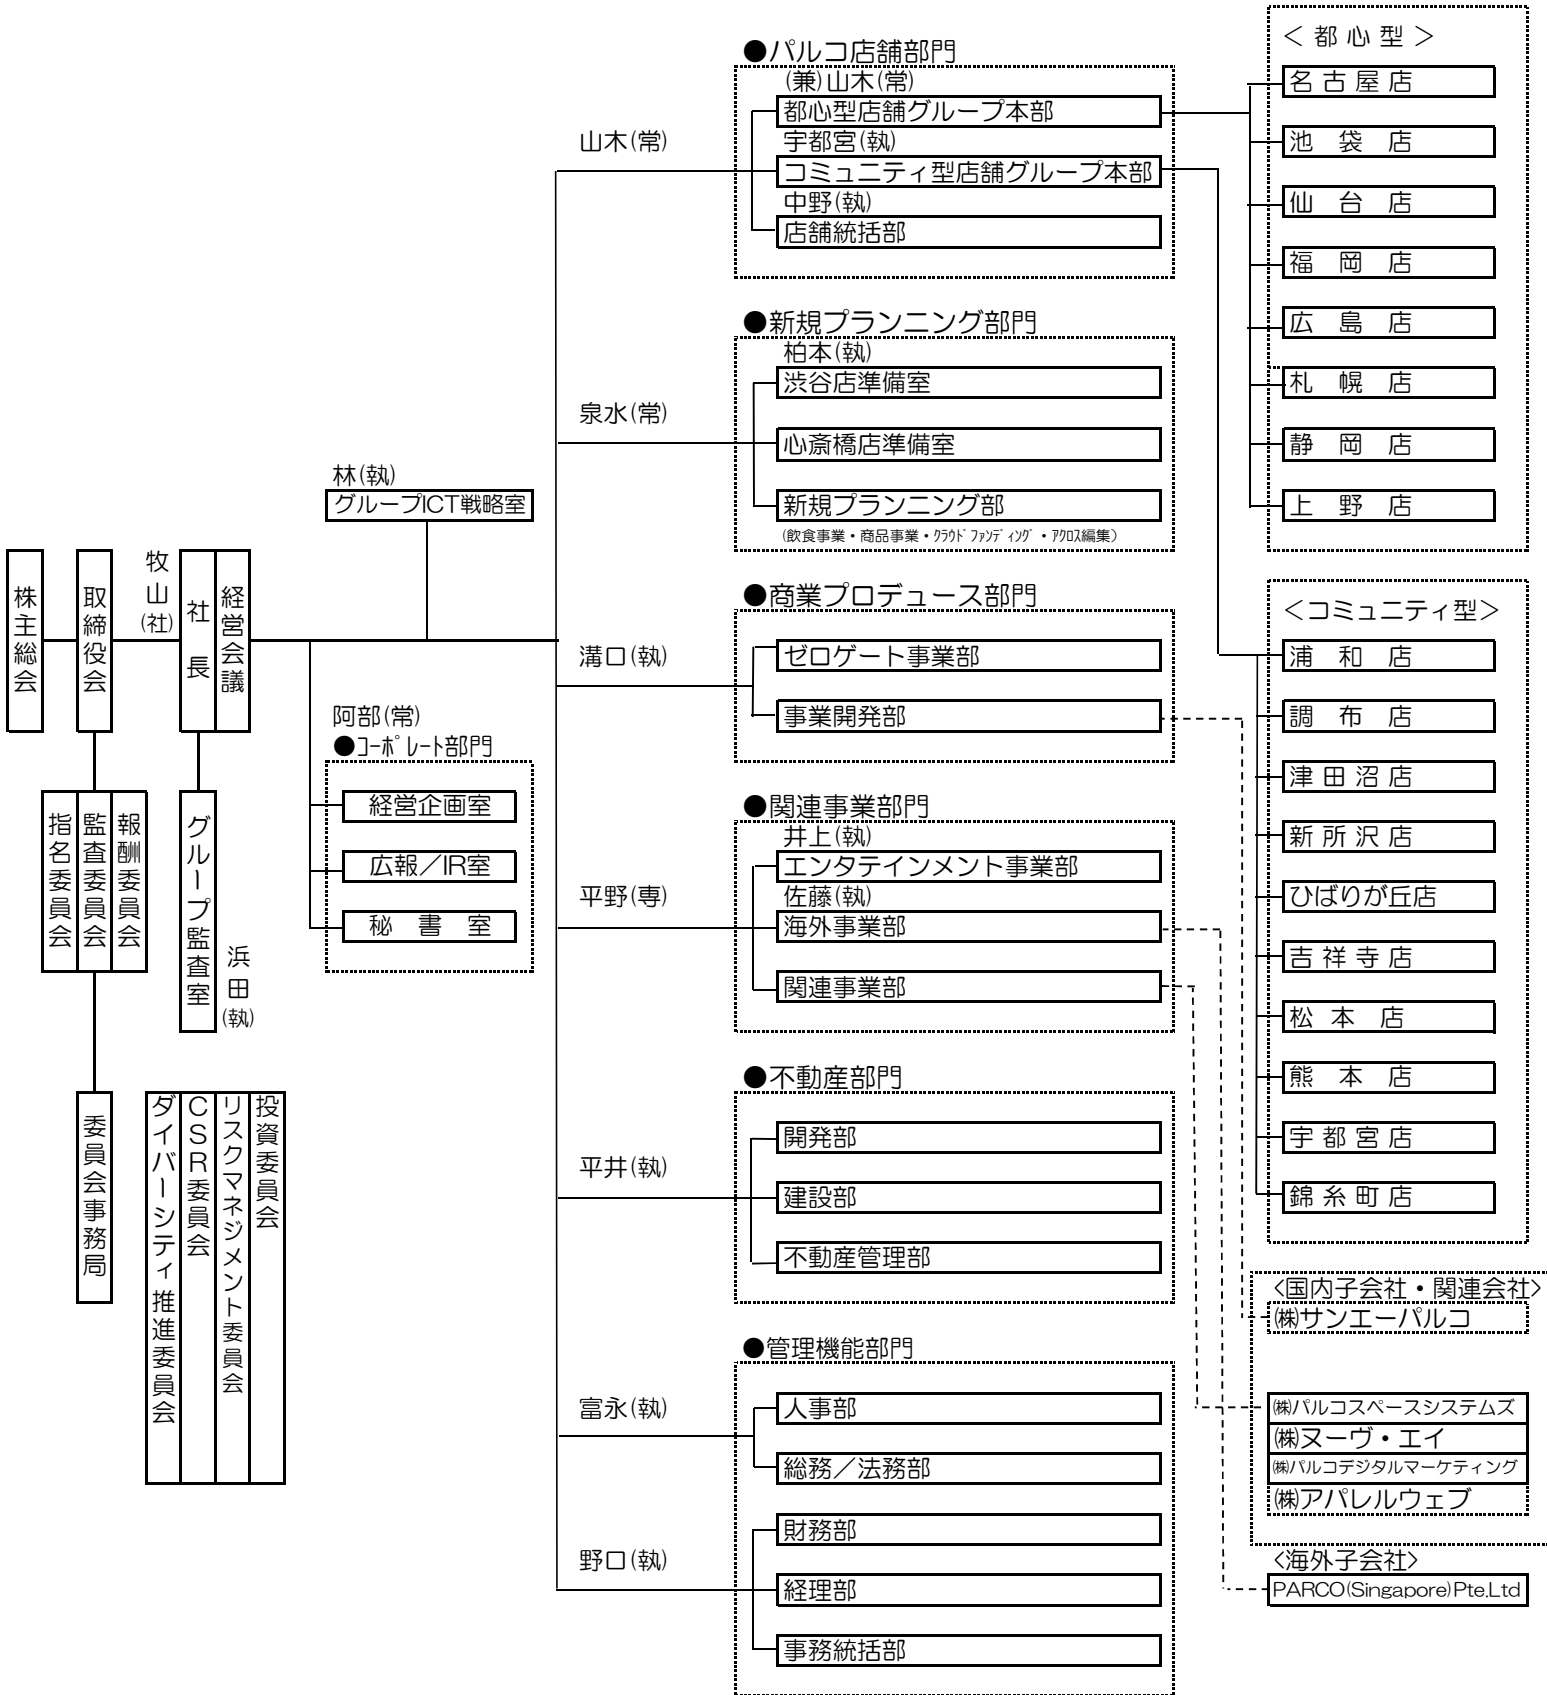 株主総会
取締役会
牧山(社)
社長
経営会議
指名委員会
監査委員会
報酬委員会
グループ監査室
浜田(執)
委員会事務局
ダイバーシティ推進委員会
CSR委員会
リスクマネジメント委員会
投資委員会
林(執)
グループICT戦略室
阿部(常)
●コーポレート部門
経営企画室
広報／IR室
秘書室
山木(常)
●パルコ店舗部門
(兼)山木(常)
都心型店舗グループ本部
宇都宮(執)
コミュニティ型店舗グループ本部
中野(執)
店舗統括部
泉水(常)
●新規プランニング部門
柏本(執)
渋谷店準備室
心斎橋店準備室
新規プランニング部
(飲食事業・商品事業・クラウドファンディング・アクロス編集)
溝口(執)
●商業プロデュース部門
ゼロゲート事業部
事業開発部
平野(専)
●関連事業部門
井上(執)
エンタテインメント事業部
佐藤(執)
海外事業部
関連事業部
平井(執)
●不動産部門
開発部
建設部
不動産管理部
●管理機能部門
富永(執)
人事部
総務／法務部
野口(執)
財務部
経理部
事務統括部
＜都心型＞
名古屋店
池袋店
仙台店
福岡店
広島店
札幌店
静岡店
上野店
＜コミュニティ型＞
浦和店
調布店
津田沼店
新所沢店
ひばりが丘店
吉祥寺店
松本店
熊本店
宇都宮店
錦糸町店
<国内子会社・関連会社>
㈱サンエーパルコ
㈱パルコスペースシステムズ
㈱ヌーヴ・エイ
㈱パルコデジタルマーケティング
㈱アパレルウェブ
<海外子会社>
PARCO(Singapore)Pte.Ltd